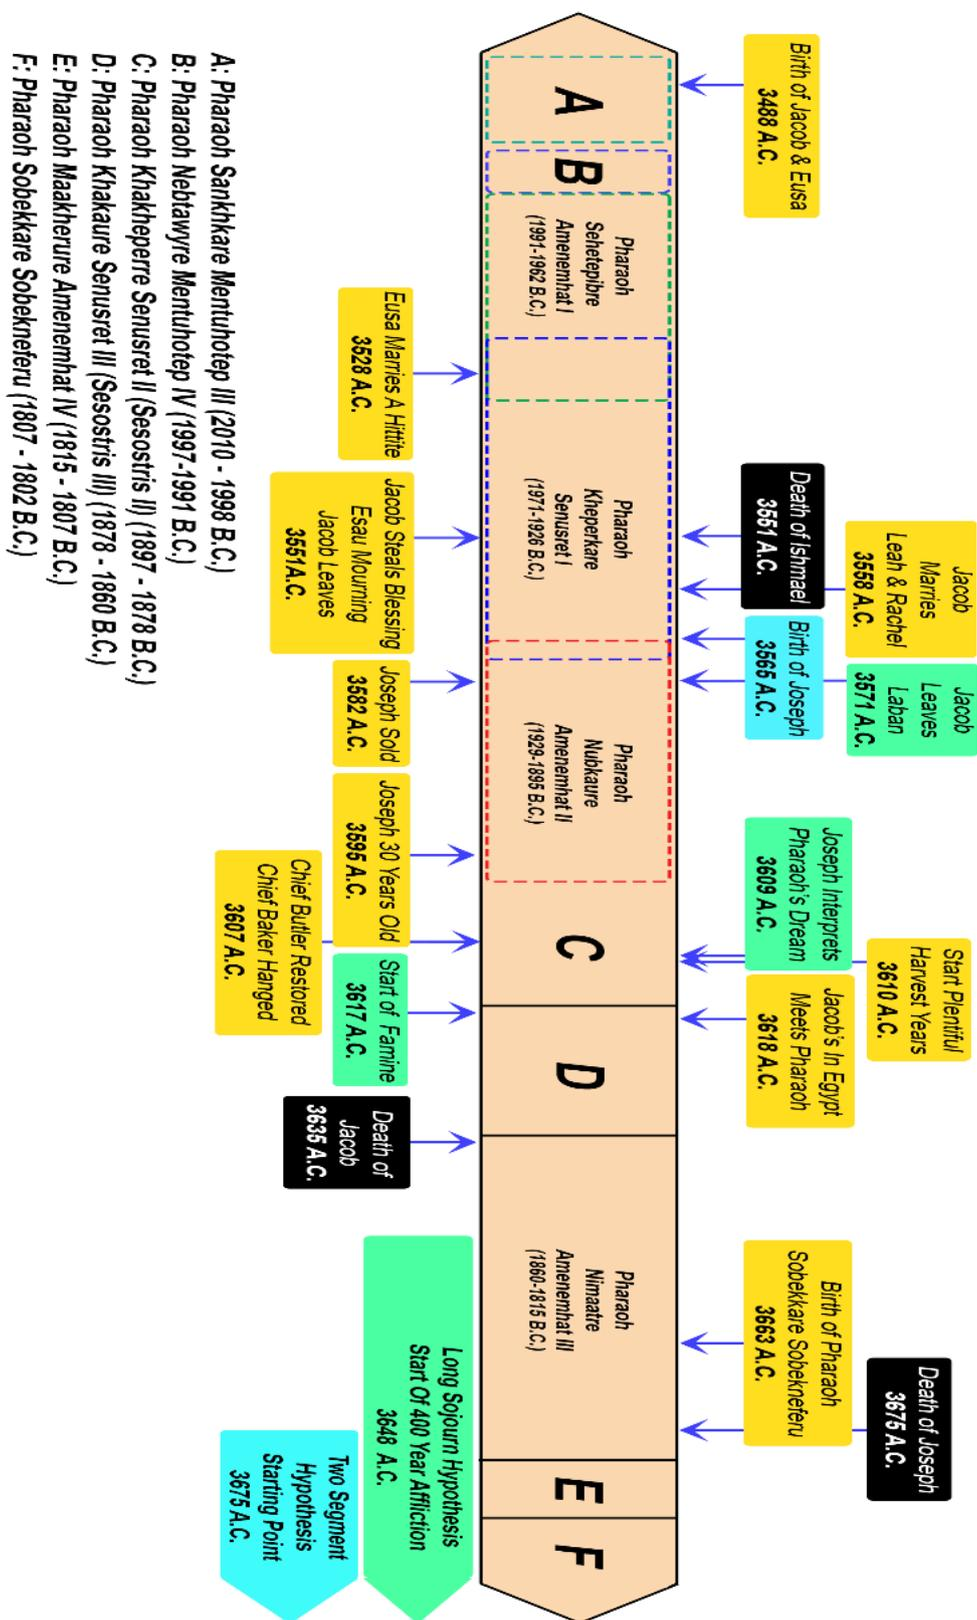 Birth of Jacob & Eusa
3488 A.C.
Death of Ishmael
3551 A.C.
Jacob
Marries
Leah & Rachel
3558 A.C.
Birth of Joseph
3565 A.C.
Jacob
Leaves
Laban
3571 A.C.
Joseph Interprets
Pharaoh's Dream
3609 A.C.
Start Plentiful
Harvest Years
3610 A.C.
Jacob's In Egypt
Meets Pharaoh
3618 A.C.
Birth of Pharaoh
Sobekkare Sobekneferu
3663 A.C.
Death of Joseph
3675 A.C.
A
B
Pharaoh
Sehetepibre
Amenemhat I
(1991-1962 B.C.)
Pharaoh
Kheperkare
Senusret I
(1971-1926 B.C.)
Pharaoh
Nubkaure
Amenemhat II
(1929-1895 B.C.)
C
D
Pharaoh
Nimaatre
Amenemhat III
(1860-1815 B.C.)
E
F
Eusa Marries A Hittite
3528 A.C.
Jacob Steals Blessing
Esau Mourning
Jacob Leaves
3551A.C.
Joseph Sold
3582 A.C.
Joseph 30 Years Old
3595 A.C.
Chief Butler Restored
Chief Baker Hanged
3607 A.C.
Start of Famine
3617 A.C.
Death of
Jacob
3635 A.C.
Long Sojourn Hypothesis
Start Of 400 Year Affliction
3648 A.C.
Two Segment
Hypothesis
Starting Point
3675 A.C.
A: Pharaoh Sankhkare Mentuhotep III (2010 - 1998 B.C.)
B: Pharaoh Nebtawyre Mentuhotep IV (1997-1991 B.C.)
C: Pharaoh Khakheperre Senusret II (Sesostris II) (1897 - 1878 B.C.)
D: Pharaoh Khakaure Senusret III (Sesostris III) (1878 - 1860 B.C.)
E: Pharaoh Maakherure Amenemhat IV (1815 - 1807 B.C.)
F: Pharaoh Sobekkare Sobekneferu (1807 - 1802 B.C.)